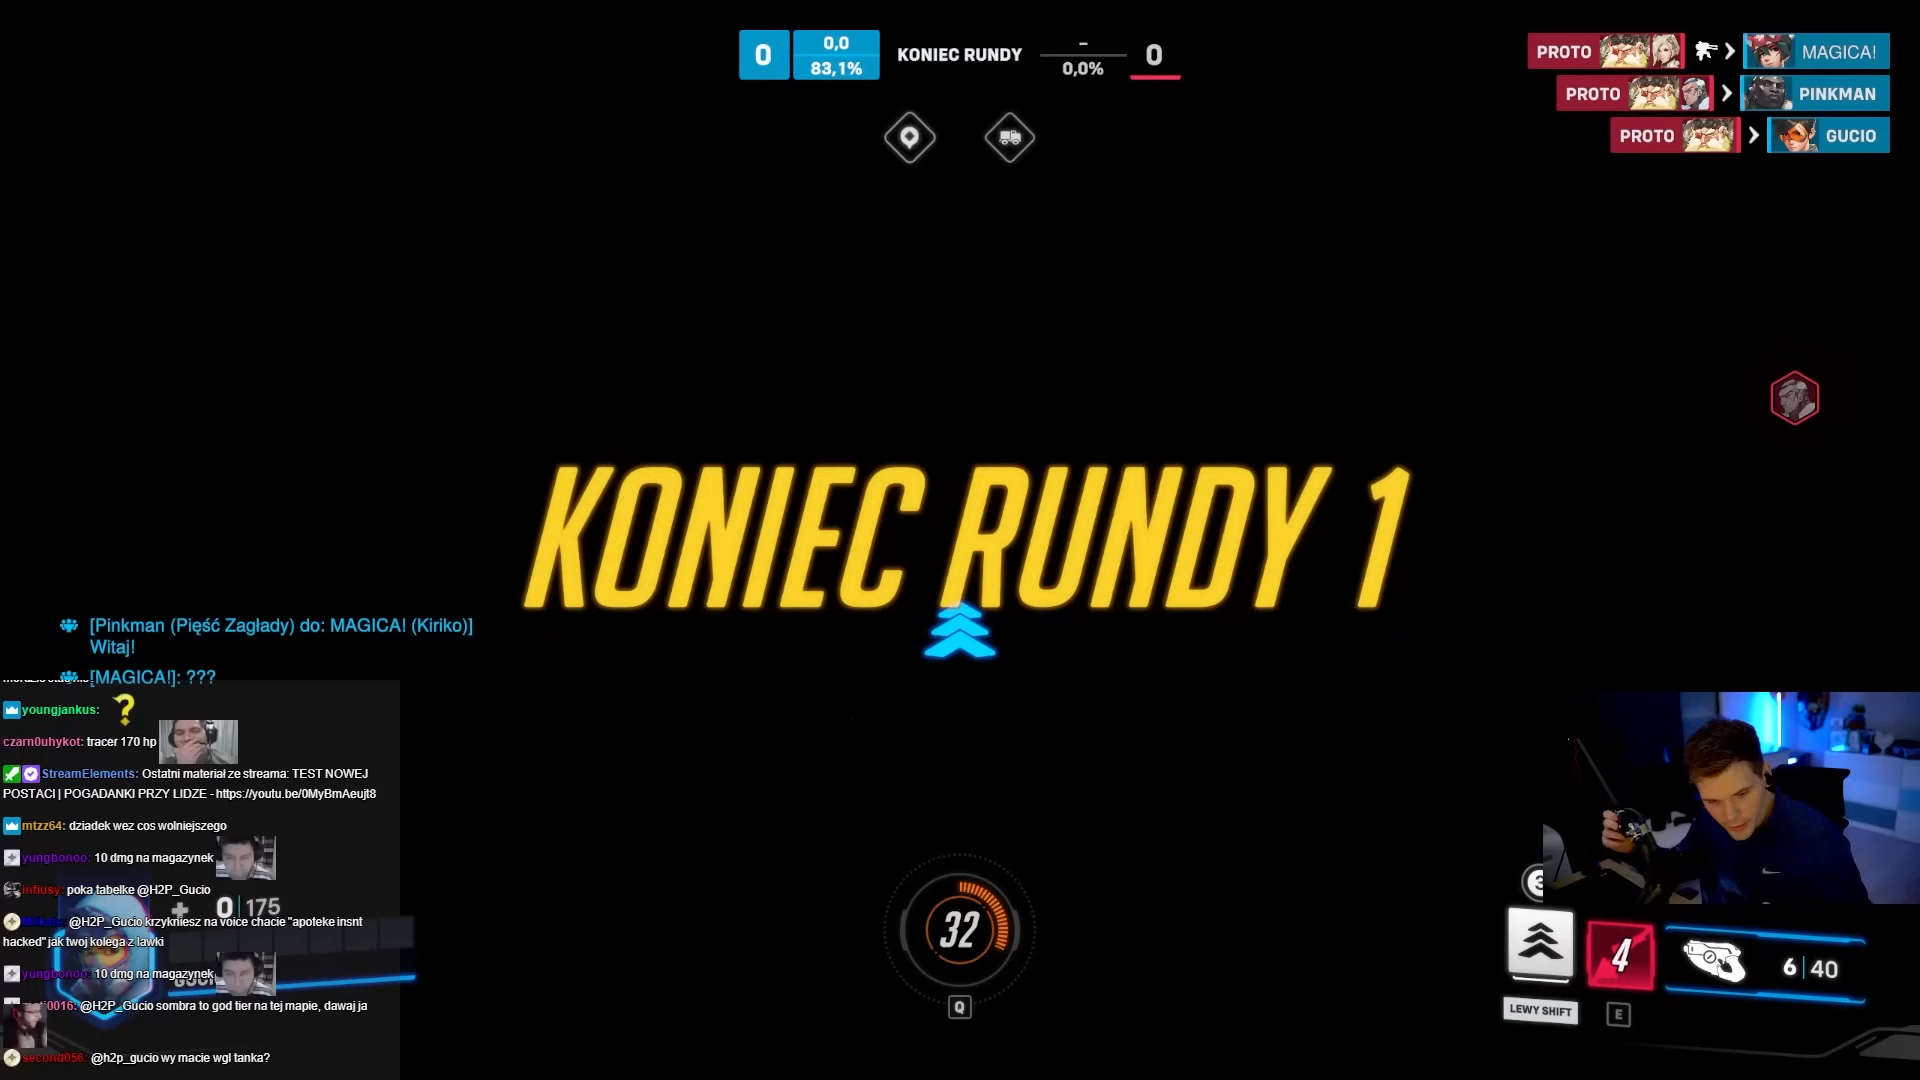 0
0,0
83,1%
KONIEC RUNDY
–
0,0%
0
PROTO MAGICA!
PROTO PINKMAN
PROTO GUCIO
KONIEC RUNDY 1
[Pinkman (Pięść Zagłady) do: MAGICA! (Kiriko)]
Witaj!
[MAGICA!]: ???
youngjankus: ?
czarn0uhykot: tracer 170 hp
StreamElements: Ostatni materiał ze streama: TEST NOWEJ
POSTACI | POGADANKI PRZY LIDZE - https://youtu.be/0MyBmAeujt8
mtzz64: dziadek wez cos wolniejszego
yungbonoo: 10 dmg na magazynek
infiusy: poka tabelke @H2P_Gucio
0|175
@H2P_Gucio krzykniesz na voice chacie "apoteke insnt
hacked" jak twoj kolega z lawki
yungbonoo: 10 dmg na magazynek
@H2P_Gucio sombra to god tier na tej mapie, dawaj ja
second056: @h2p_gucio wy macie wgl tanka?
32
Q
3
4
6|40
LEWY SHIFT
E